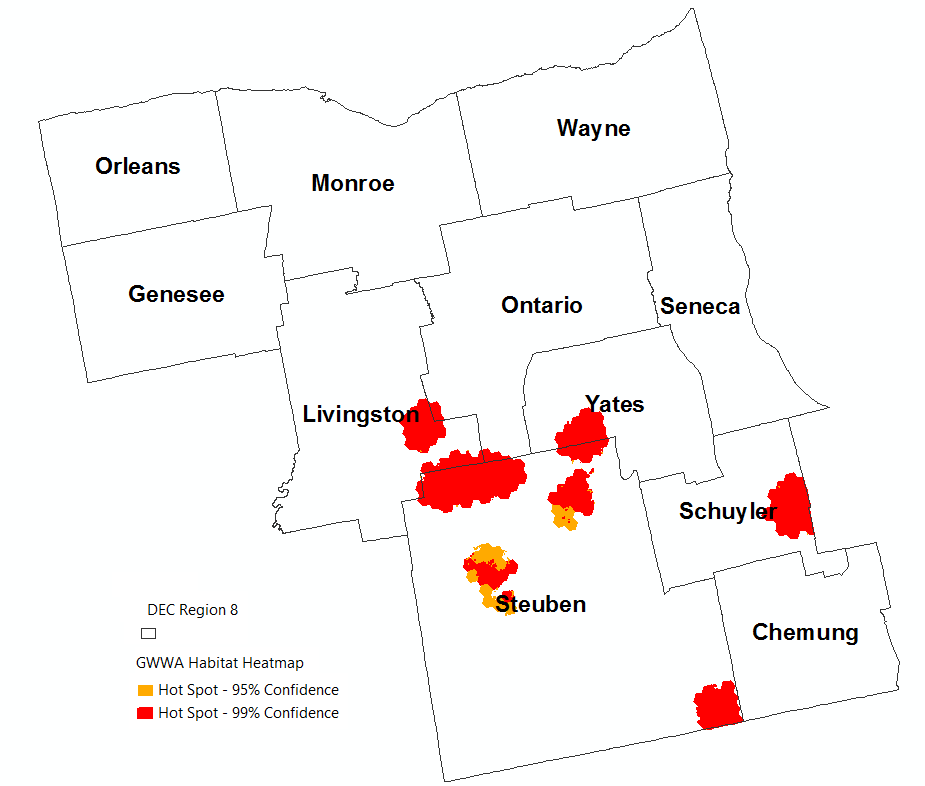 Wayne
Orleans
Monroe
Genesee
Ontario
Seneca
Livingston
Yates
Schuyler
Steuben
Chemung
DEC Region 8
GWWA Habitat Heatmap
Hot Spot - 95% Confidence
Hot Spot - 99% Confidence